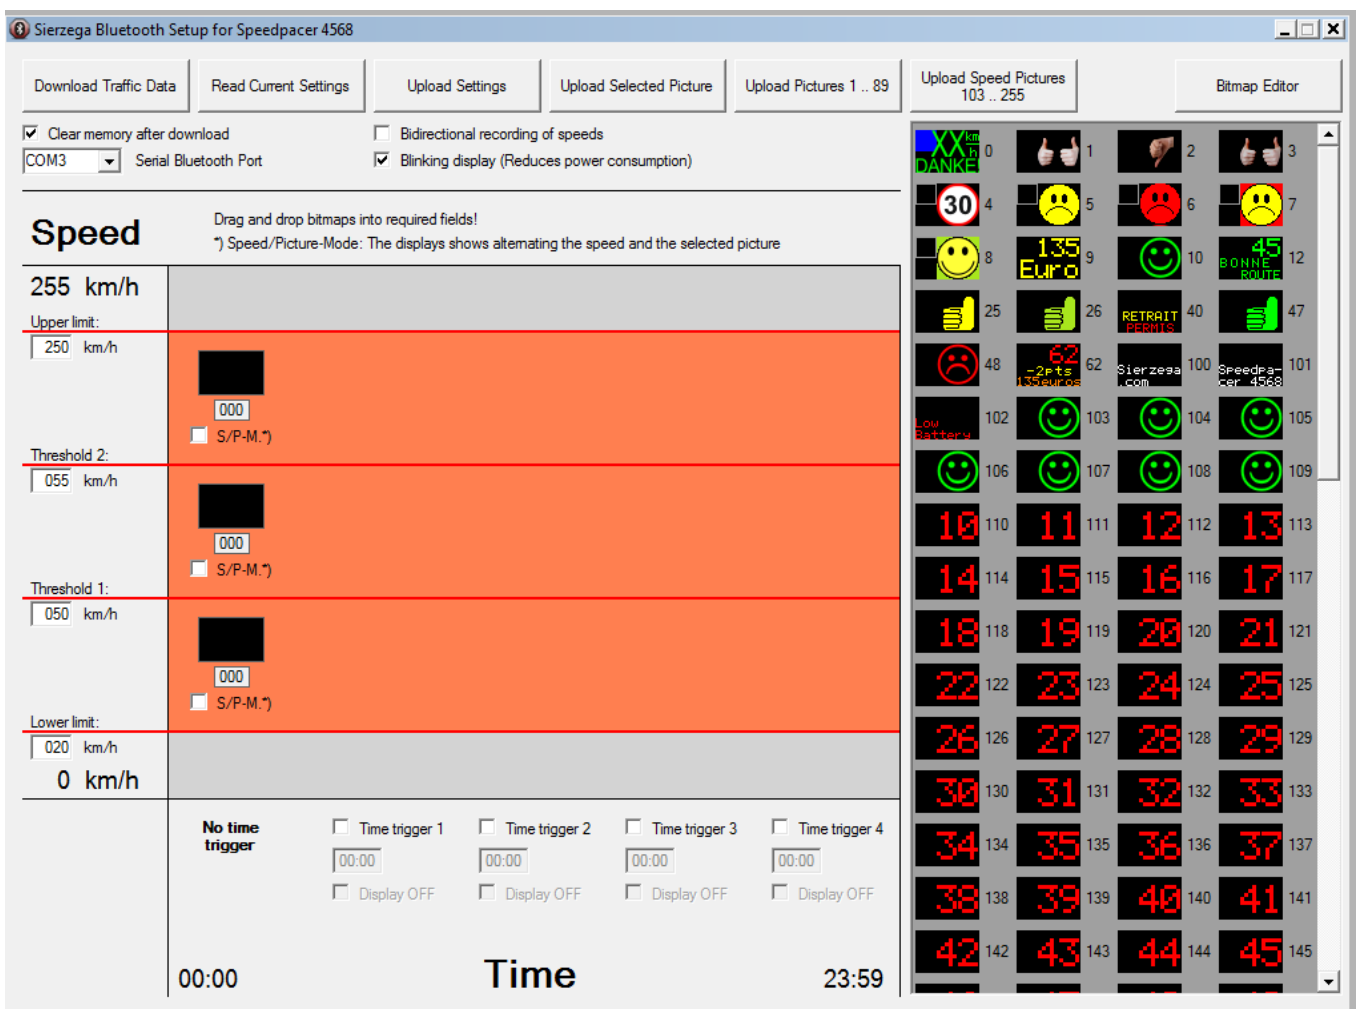 Sierzega Bluetooth Setup for Speedpacer 4568
Download Traffic Data
Read Current Settings
Upload Settings
Upload Selected Picture
Upload Pictures 1 .. 89
Upload Speed Pictures
103 .. 255
Bitmap Editor
Clear memory after download
Bidirectional recording of speeds
COM3
Serial Bluetooth Port
Blinking display (Reduces power consumption)
Speed
Drag and drop bitmaps into required fields!
*) Speed/Picture-Mode: The displays shows alternating the speed and the selected picture
255 km/h
Upper limit:
250 km/h
000
S/P-M.*)
Threshold 2:
055 km/h
000
S/P-M.*)
Threshold 1:
050 km/h
000
S/P-M.*)
Lower limit:
020 km/h
0 km/h
No time
trigger
Time trigger 1
Time trigger 2
Time trigger 3
Time trigger 4
00:00
00:00
00:00
00:00
Display OFF
Display OFF
Display OFF
Display OFF
00:00
Time
23:59
XX km
h
DANKE
0
1
2
3
30
4
5
6
7
8
135
Euro
9
10
45
BONNE
ROUTE
12
25
26
RETRAIT
PERMIS
40
47
48
62
-2pts
135euros
62
Sierzega
.com
100
Speedpa-
cer 4568
101
Low
Battery
102
103
104
105
106
107
108
109
10 110
11 111
12 112
13 113
14 114
15 115
16 116
17 117
18 118
19 119
20 120
21 121
22 122
23 123
24 124
25 125
26 126
27 127
28 128
29 129
30 130
31 131
32 132
33 133
34 134
35 135
36 136
37 137
38 138
39 139
40 140
41 141
42 142
43 143
44 144
45 145